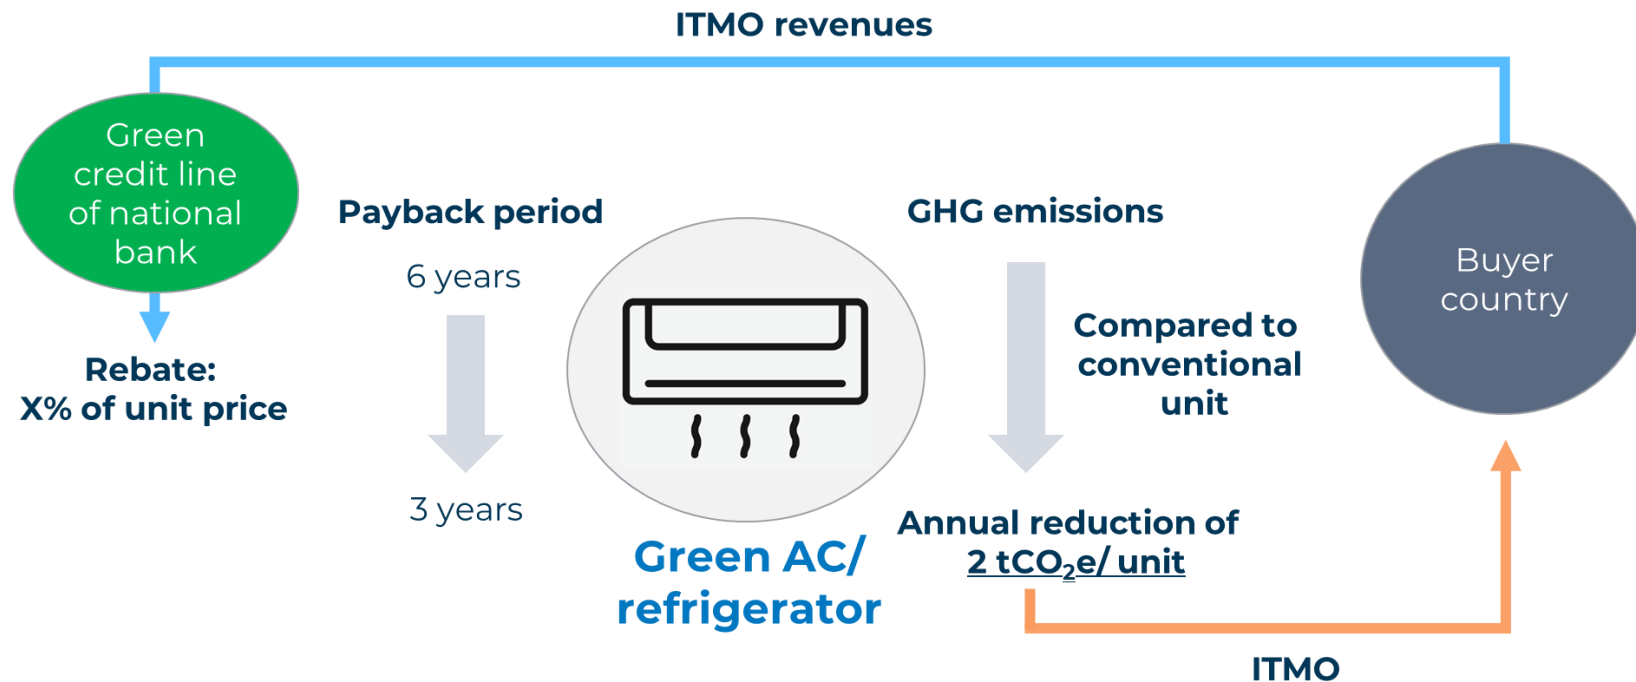 ITMO revenues
Green
credit line
of national
bank
Rebate:
X% of unit price
Payback period
6 years
3 years
Green AC/
refrigerator
GHG emissions
Compared to
conventional
unit
Annual reduction of
2 tCO₂e/ unit
Buyer
country
ITMO